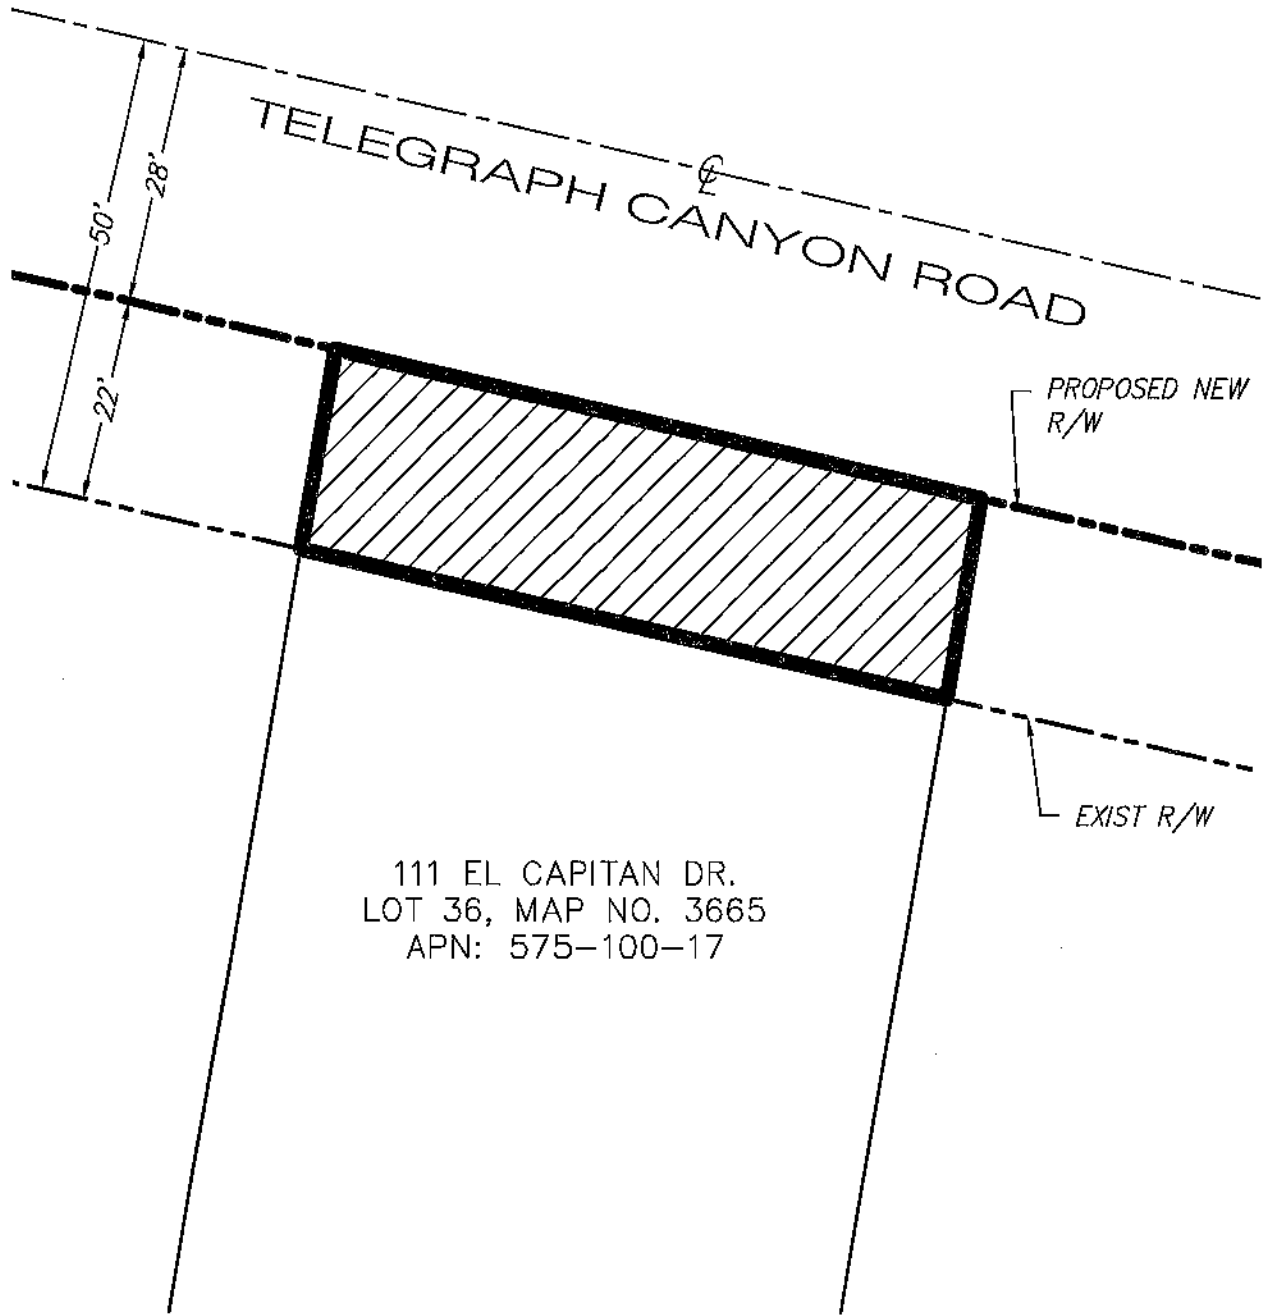 TELEGRAPH CANYON ROAD
℄
50'
28'
22'
PROPOSED NEW
R/W
EXIST R/W
111 EL CAPITAN DR.
LOT 36, MAP NO. 3665
APN: 575-100-17